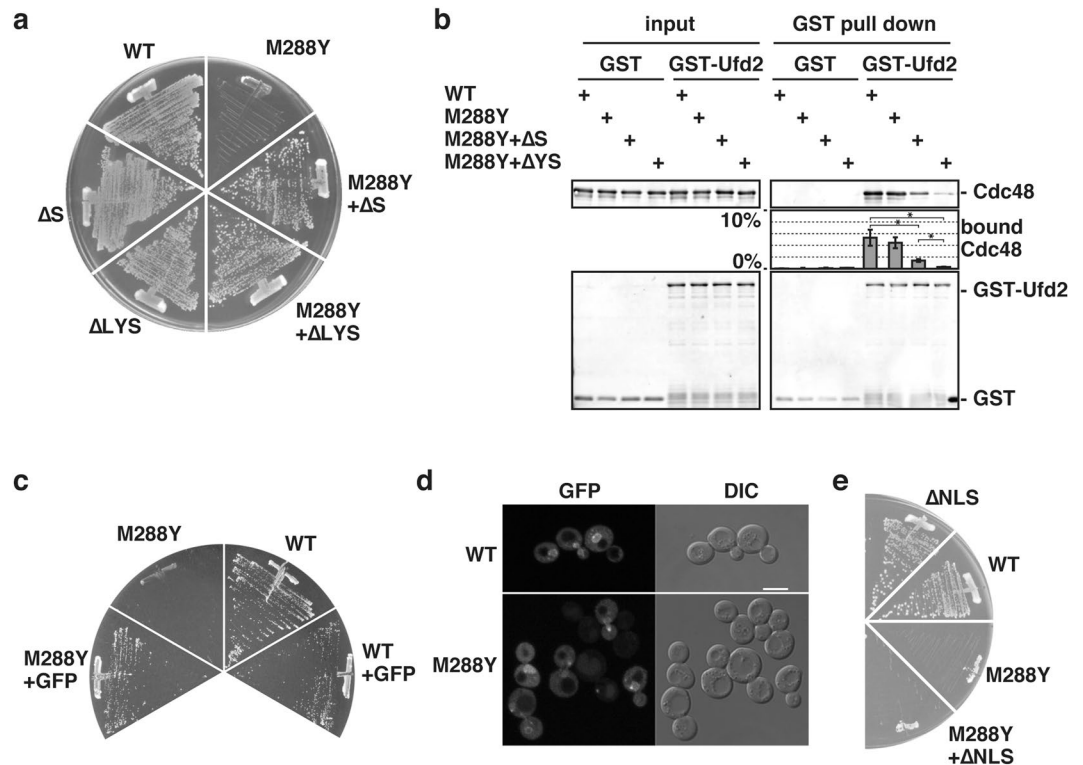 a
WT
M288Y
M288Y
+ΔS
M288Y
+ΔLYS
ΔLYS
ΔS
b
input
GST pull down
GST
GST-Ufd2
GST
GST-Ufd2
WT
+
+
+
+
M288Y
+
+
+
+
M288Y+ΔS
+
+
+
+
M288Y+ΔYS
+
+
+
+
- Cdc48
10%
0%
*
*
*
bound
Cdc48
- GST-Ufd2
- GST
c
M288Y
WT
M288Y
+GFP
WT
+GFP
d
GFP
DIC
WT
M288Y
e
ΔNLS
WT
M288Y
M288Y
+ΔNLS